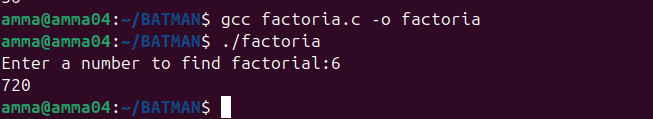 amma@amma04:~/BATMAN$ gcc factoria.c -o factoria
amma@amma04:~/BATMAN$ ./factoria
Enter a number to find factorial:6
720
amma@amma04:~/BATMAN$